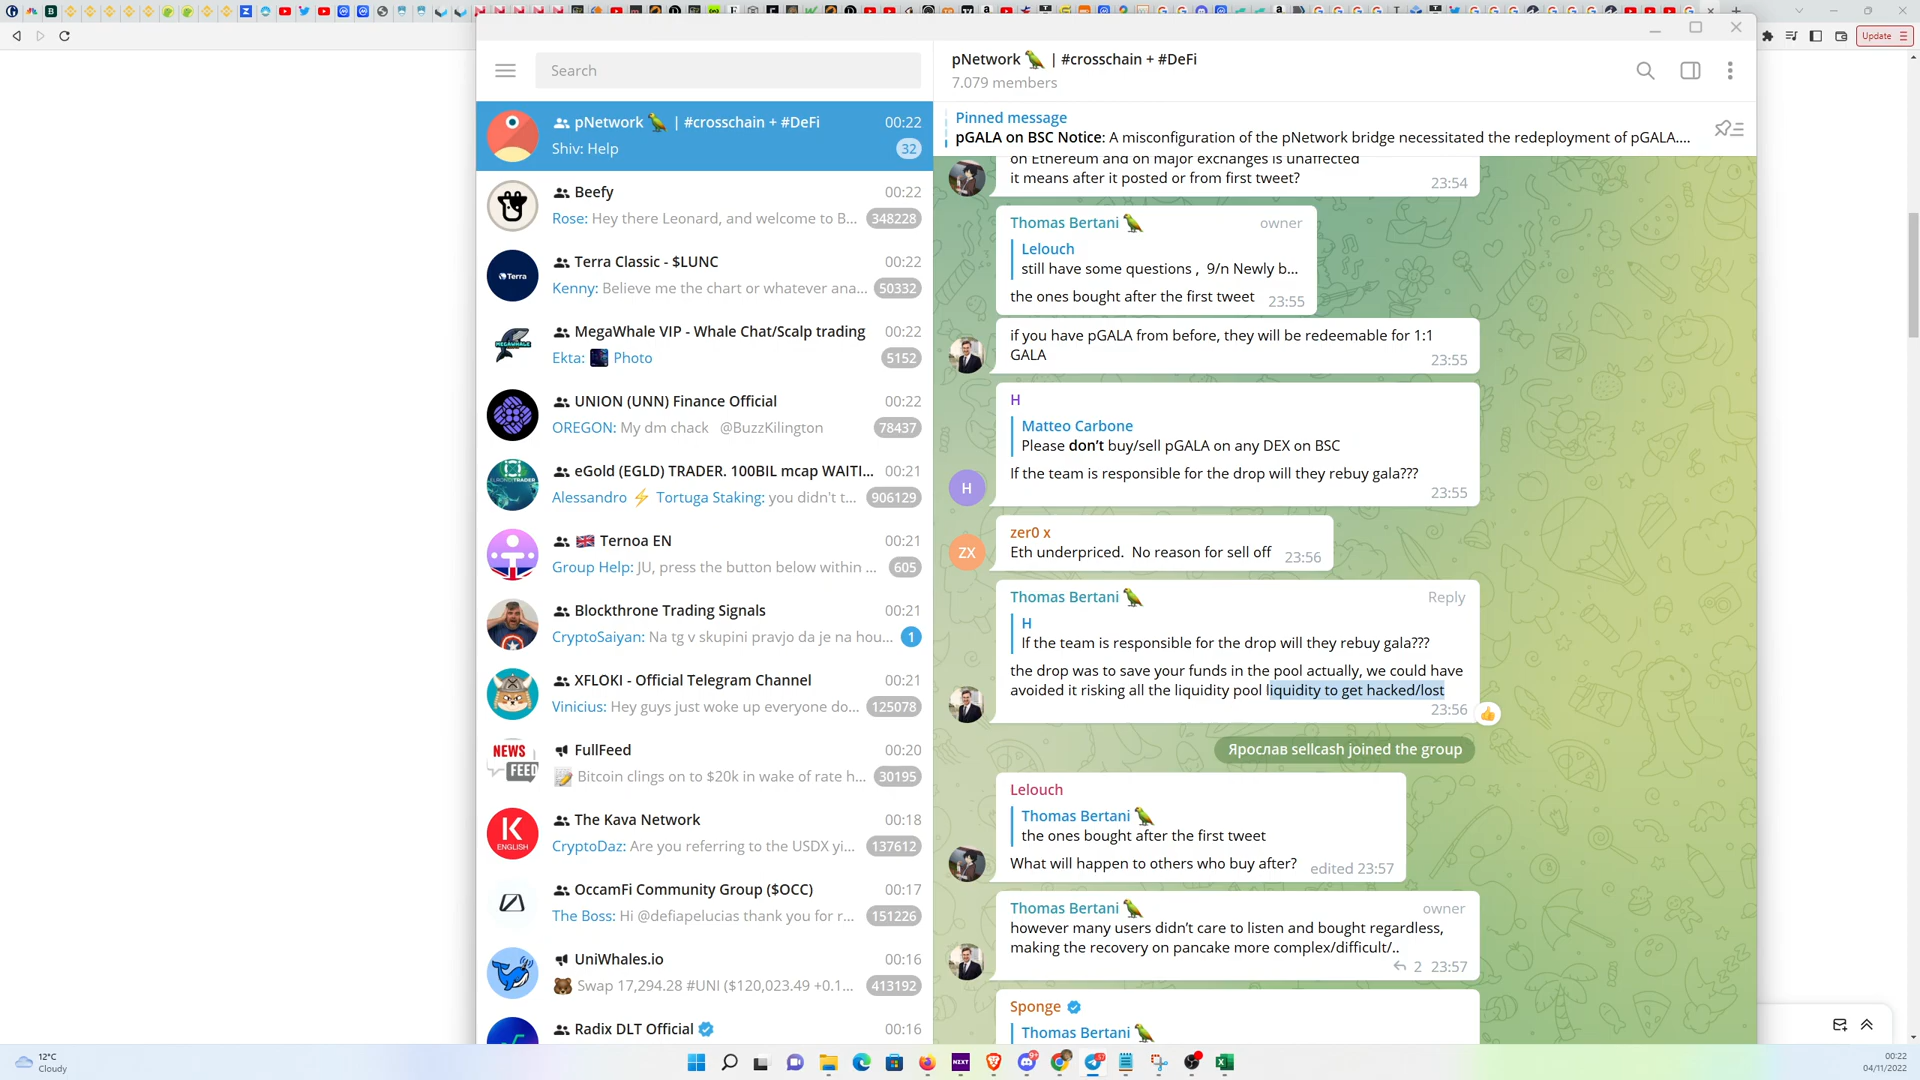 Update
Search
pNetwork 🦜 | #crosschain + #DeFi
7.079 members
pNetwork 🦜 | #crosschain + #DeFi 00:22
Shiv: Help 32
Beefy 00:22
Rose: Hey there Leonard, and welcome to B... 348228
Terra
Terra Classic - $LUNC 00:22
Kenny: Believe me the chart or whatever ana... 50332
MEGAWHALE
MegaWhale VIP - Whale Chat/Scalp trading 00:22
Ekta: Photo 5152
UNION (UNN) Finance Official 00:22
OREGON: My dm chack @BuzzKilington 78437
eGold (EGLD) TRADER. 100BIL mcap WAITI... 00:21
Alessandro ⚡ Tortuga Staking: you didn't t... 906129
🇬🇧 Ternoa EN 00:21
Group Help: JU, press the button below within ... 605
Blockthrone Trading Signals 00:21
CryptoSaiyan: Na tg v skupini pravjo da je na hou... 1
XFLOKI - Official Telegram Channel 00:21
Vinicius: Hey guys just woke up everyone do... 125078
NEWS
FEED
FullFeed 00:20
📝 Bitcoin clings on to $20k in wake of rate h... 30195
K
ENGLISH
The Kava Network 00:18
CryptoDaz: Are you referring to the USDX yi... 137612
OccamFi Community Group ($OCC) 00:17
The Boss: Hi @defiapelucias thank you for r... 151226
UniWhales.io 00:16
🐻 Swap 17,294.28 #UNI ($120,023.49 +0.1... 413192
Radix DLT Official 00:16
Pinned message
pGALA on BSC Notice: A misconfiguration of the pNetwork bridge necessitated the redeployment of pGALA....
on Ethereum and on major exchanges is unaffected
it means after it posted or from first tweet? 23:54
Thomas Bertani 🦜 owner
Lelouch
still have some questions , 9/n Newly b...
the ones bought after the first tweet 23:55
if you have pGALA from before, they will be redeemable for 1:1
GALA 23:55
H
Matteo Carbone
Please don't buy/sell pGALA on any DEX on BSC
If the team is responsible for the drop will they rebuy gala???
H
23:55
zer0 x
ZX
Eth underpriced. No reason for sell off 23:56
Thomas Bertani 🦜 Reply
H
If the team is responsible for the drop will they rebuy gala???
the drop was to save your funds in the pool actually, we could have
avoided it risking all the liquidity pool liquidity to get hacked/lost
23:56 👍
Ярослав sellcash joined the group
Lelouch
Thomas Bertani 🦜
the ones bought after the first tweet
What will happen to others who buy after? edited 23:57
Thomas Bertani 🦜 owner
however many users didn't care to listen and bought regardless,
making the recovery on pancake more complex/difficult/..
2 23:57
Sponge
Thomas Bertani 🦜
12°C
Cloudy
00:22
04/11/2022